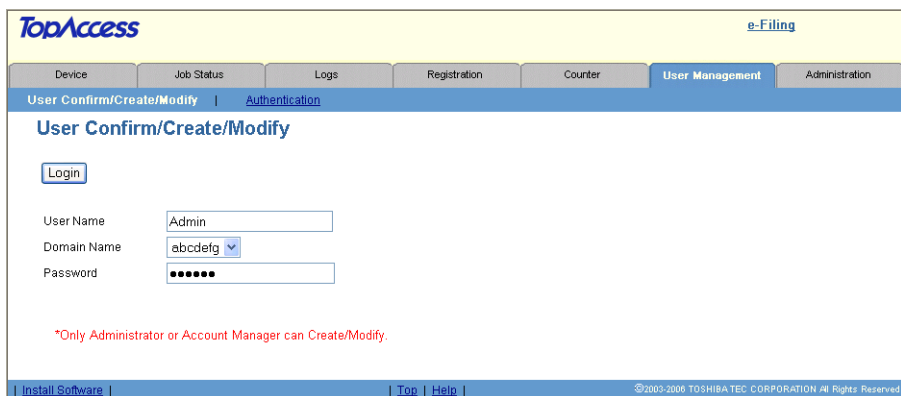 TopAccess
e-Filing
Device Job Status Logs Registration Counter User Management Administration
User Confirm/Create/Modify | Authentication
User Confirm/Create/Modify
Login
User Name Admin
Domain Name abcdefg
Password ●●●●●●
*Only Administrator or Account Manager can Create/Modify.
| Install Software | | Top | Help | ©2003-2006 TOSHIBA TEC CORPORATION All Rights Reserved